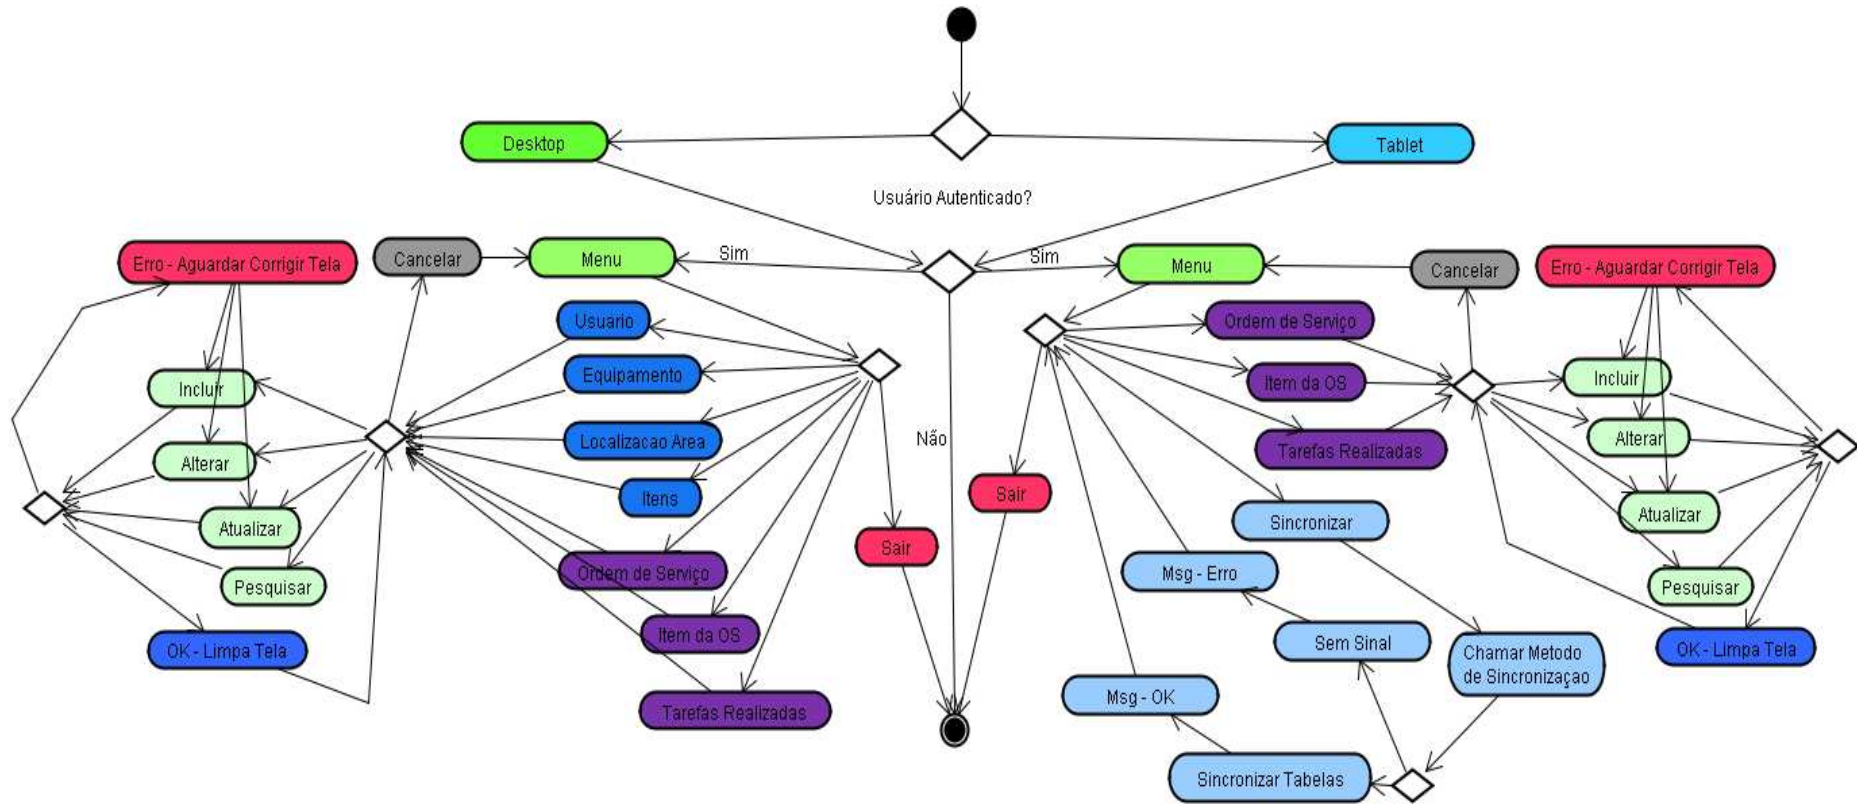 Desktop
Tablet
Usuário Autenticado?
Erro - Aguardar Corrigir Tela
Cancelar
Menu
Sim
Sim
Menu
Cancelar
Erro - Aguardar Corrigir Tela
Usuario
Ordem de Serviço
Incluir
Equipamento
Item da OS
Incluir
Localizacao Area
Não
Tarefas Realizadas
Alterar
Alterar
Itens
Sair
Atualizar
Sincronizar
Atualizar
Sair
Pesquisar
Ordem de Serviço
Msg - Erro
Pesquisar
OK - Limpa Tela
Item da OS
Sem Sinal
Chamar Metodo
de Sincronizaçao
OK - Limpa Tela
Tarefas Realizadas
Msg - OK
Sincronizar Tabelas